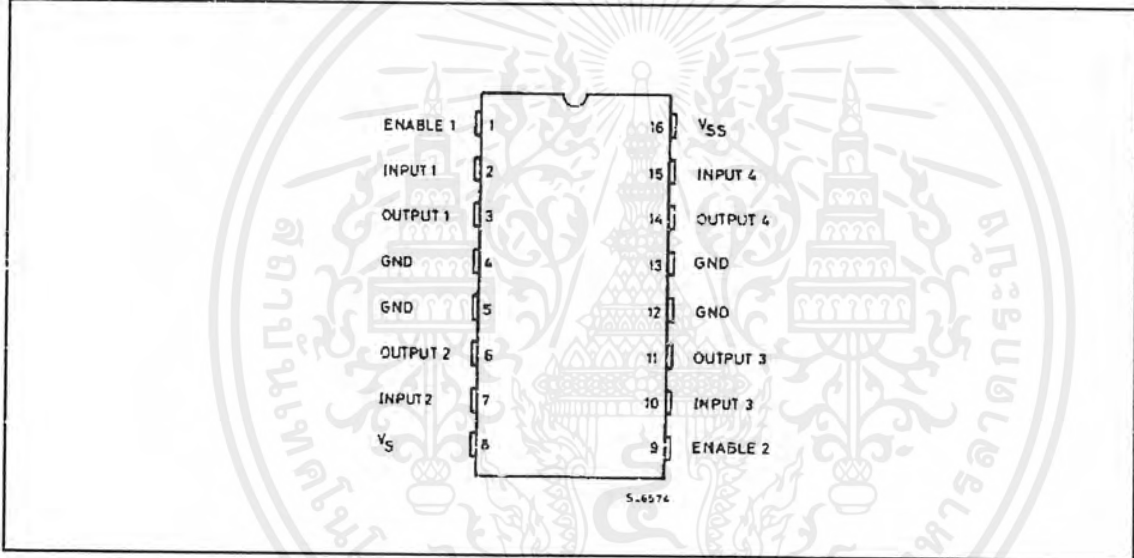 ENABLE 1 1 16 VSS
INPUT 1 2 15 INPUT 4
OUTPUT 1 3 14 OUTPUT 4
GND 4 13 GND
GND 5 12 GND
OUTPUT 2 6 11 OUTPUT 3
INPUT 2 7 10 INPUT 3
VS 8 9 ENABLE 2
S-6574